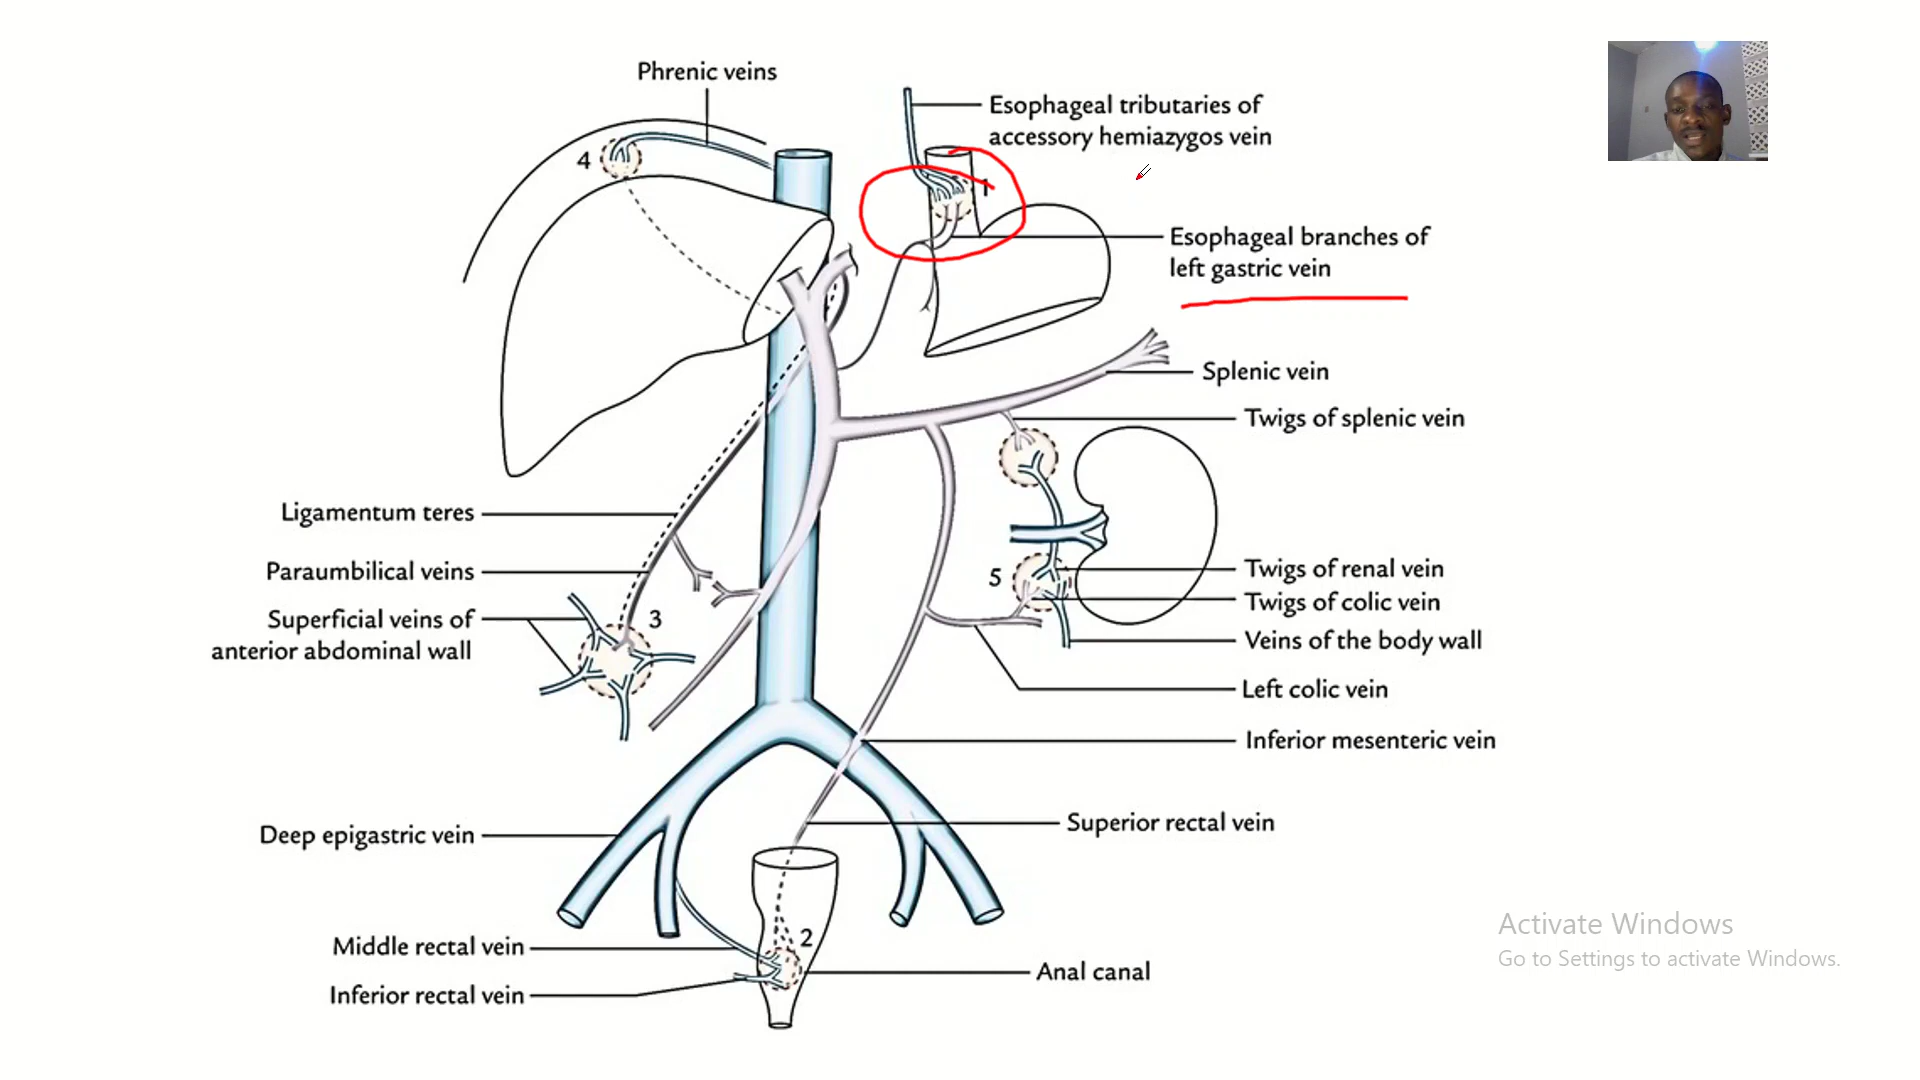 Phrenic veins
Esophageal tributaries of
accessory hemiazygos vein
4
1
Esophageal branches of
left gastric vein
Splenic vein
Twigs of splenic vein
Ligamentum teres
Paraumbilical veins
Superficial veins of
anterior abdominal wall
3
5
Twigs of renal vein
Twigs of colic vein
Veins of the body wall
Left colic vein
Inferior mesenteric vein
Deep epigastric vein
Superior rectal vein
Middle rectal vein
2
Anal canal
Inferior rectal vein
Activate Windows
Go to Settings to activate Windows.